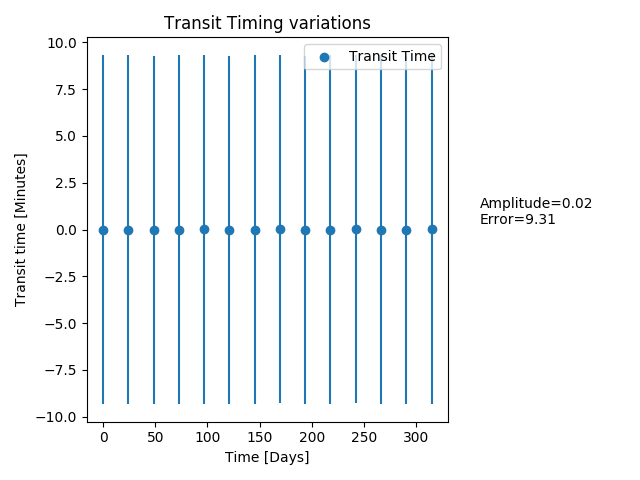 Transit Timing variations
Transit Time
10.0
7.5
5.0
2.5
0.0
−2.5
−5.0
−7.5
−10.0
Transit time [Minutes]
Amplitude=0.02
Error=9.31
0 50 100 150 200 250 300
Time [Days]